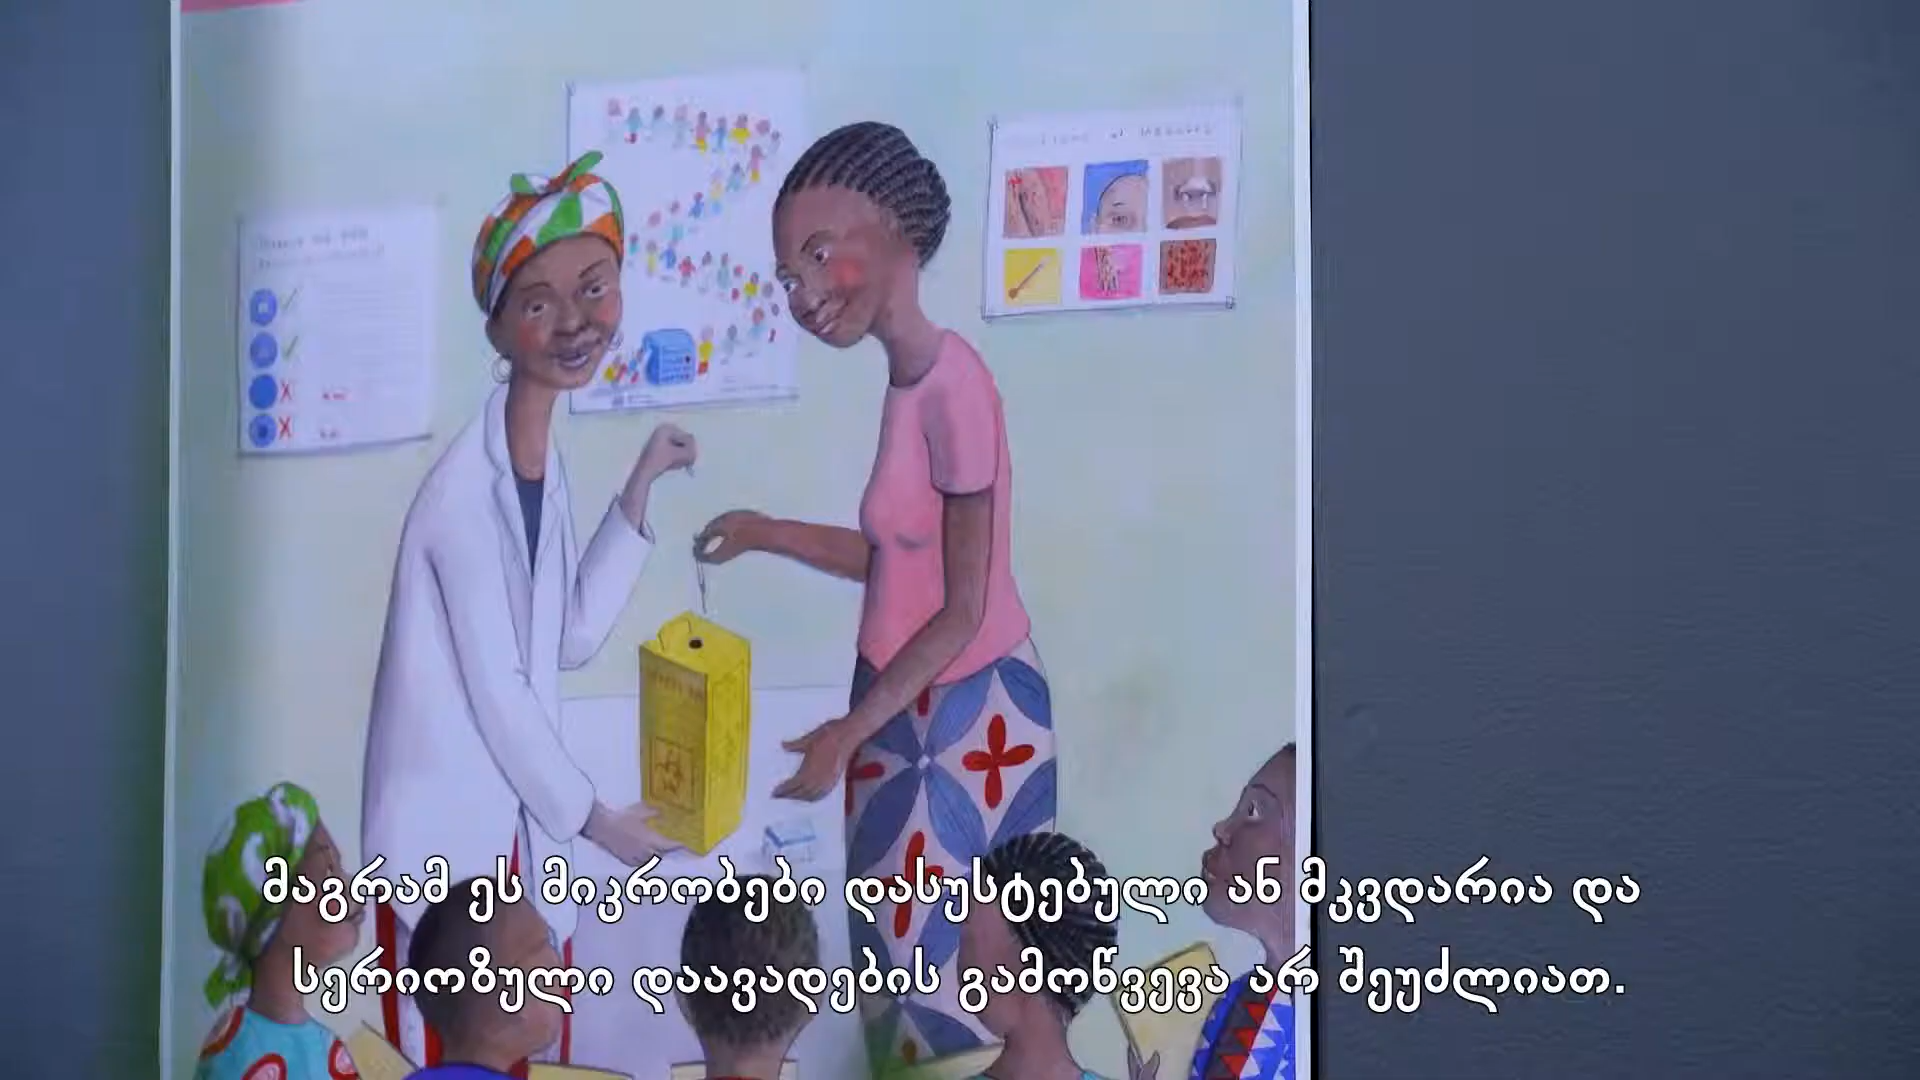 მაგრამ ეს მიკრობები დასუსტებული ან მკვდარია და
სერიოზული დაავადების გამოწვევა არ შეუძლიათ.